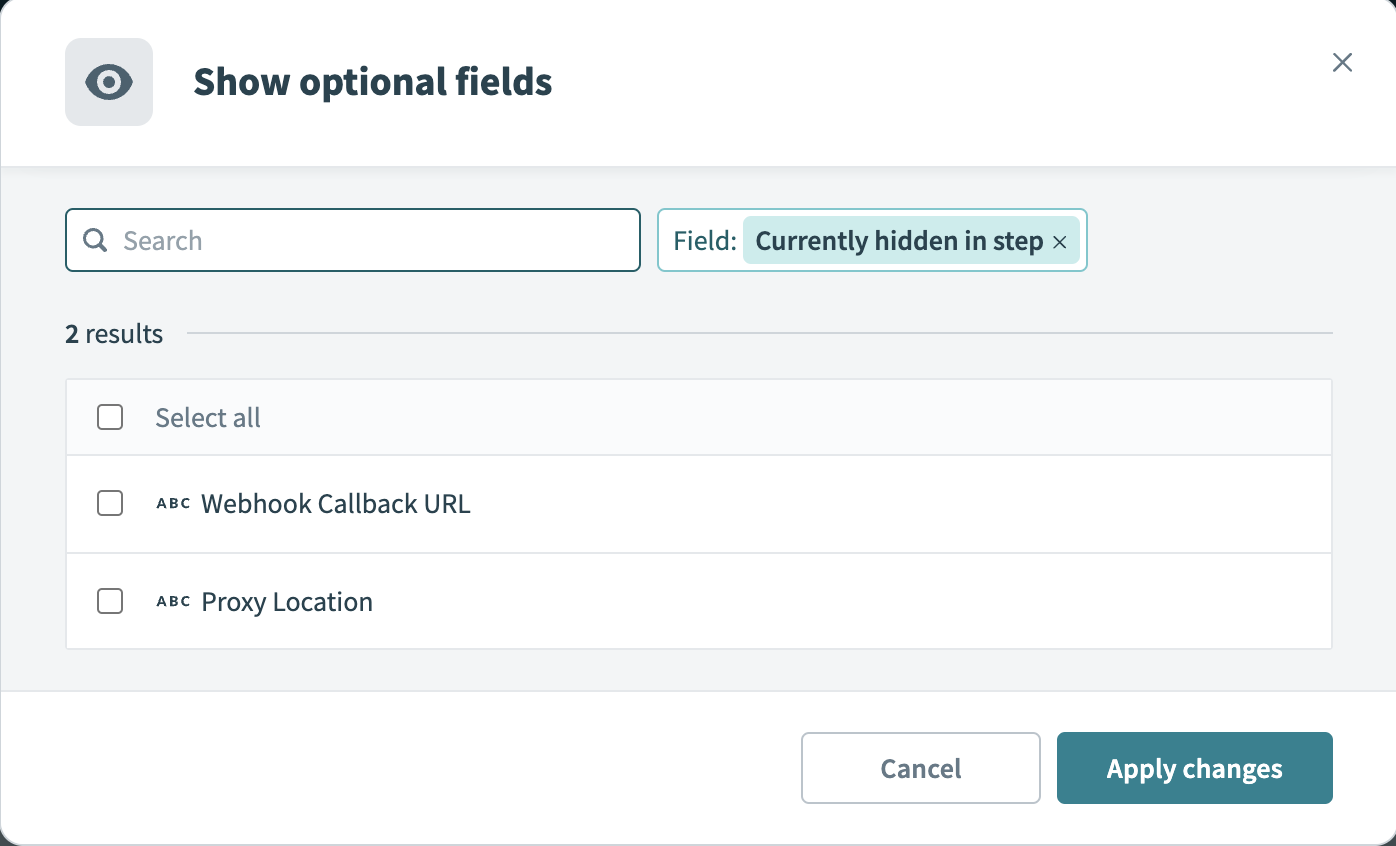 Show optional fields
Search
Field: Currently hidden in step ×
2 results
Select all
ABC Webhook Callback URL
ABC Proxy Location
Cancel
Apply changes